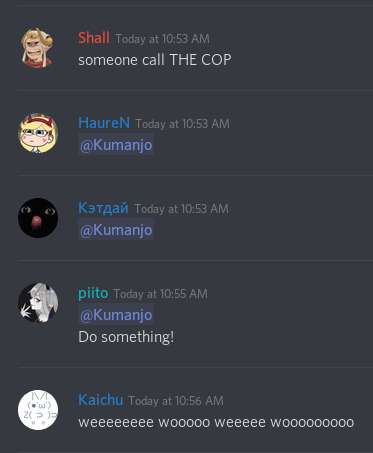 Shall Today at 10:53 AM
someone call THE COP
HaureN Today at 10:53 AM
@Kumanjo
Кэтдай Today at 10:53 AM
@Kumanjo
piito Today at 10:55 AM
@Kumanjo
Do something!
Kaichu Today at 10:56 AM
weeeeeeee wooooo weeeee wooooooooo